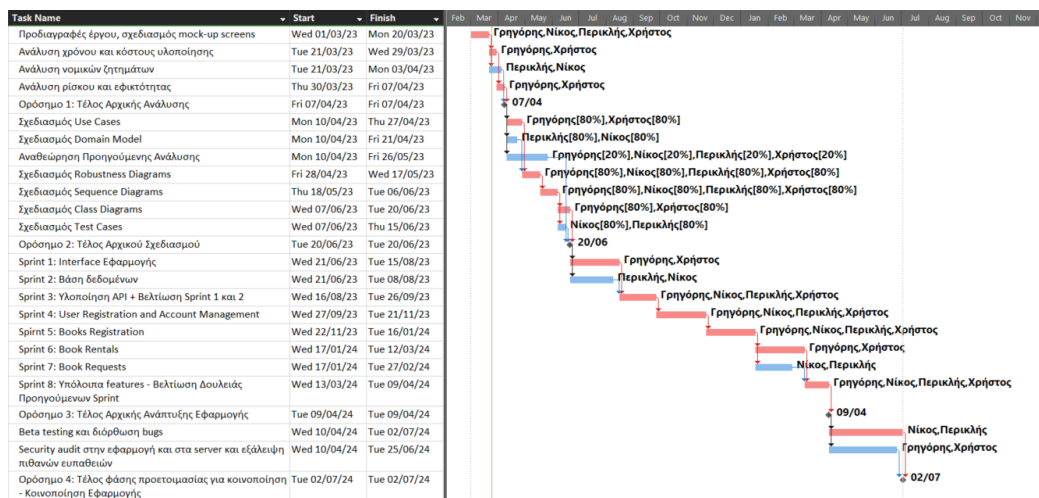 Task Name Start Finish Feb Mar Apr May Jun Jul Aug Sep Oct Nov Dec Jan Feb Mar Apr May Jun Jul Aug Sep Oct Nov
Προδιαγραφές έργου, σχεδιασμός mock-up screens Wed 01/03/23 Mon 20/03/23 Γρηγόρης,Νίκος,Περικλής,Χρήστος
Ανάλυση χρόνου και κόστους υλοποίησης Tue 21/03/23 Wed 29/03/23 Γρηγόρης,Χρήστος
Ανάλυση νομικών ζητημάτων Tue 21/03/23 Mon 03/04/23 Περικλής,Νίκος
Ανάλυση ρίσκου και εφικτότητας Thu 30/03/23 Fri 07/04/23 Γρηγόρης,Χρήστος
Ορόσημο 1: Τέλος Αρχικής Ανάλυσης Fri 07/04/23 Fri 07/04/23 07/04
Σχεδιασμός Use Cases Mon 10/04/23 Thu 27/04/23 Γρηγόρης[80%],Χρήστος[80%]
Σχεδιασμός Domain Model Mon 10/04/23 Fri 21/04/23 Περικλής[80%],Νίκος[80%]
Αναθεώρηση Προηγούμενης Ανάλυσης Mon 10/04/23 Fri 26/05/23 Γρηγόρης[20%],Νίκος[20%],Περικλής[20%],Χρήστος[20%]
Σχεδιασμός Robustness Diagrams Fri 28/04/23 Wed 17/05/23 Γρηγόρης[80%],Νίκος[80%],Περικλής[80%],Χρήστος[80%]
Σχεδιασμός Sequence Diagrams Thu 18/05/23 Tue 06/06/23 Γρηγόρης[80%],Νίκος[80%],Περικλής[80%],Χρήστος[80%]
Σχεδιασμός Class Diagrams Wed 07/06/23 Tue 20/06/23 Γρηγόρης[80%],Χρήστος[80%]
Σχεδιασμός Test Cases Wed 07/06/23 Thu 15/06/23 Νίκος[80%],Περικλής[80%]
Ορόσημο 2: Τέλος Αρχικού Σχεδιασμού Tue 20/06/23 Tue 20/06/23 20/06
Sprint 1: Interface Εφαρμογής Wed 21/06/23 Tue 15/08/23 Γρηγόρης,Χρήστος
Sprint 2: Βάση δεδομένων Wed 21/06/23 Tue 08/08/23 Περικλής,Νίκος
Sprint 3: Υλοποίηση API + Βελτίωση Sprint 1 και 2 Wed 16/08/23 Tue 26/09/23 Γρηγόρης,Νίκος,Περικλής,Χρήστος
Sprint 4: User Registration and Account Management Wed 27/09/23 Tue 21/11/23 Γρηγόρης,Νίκος,Περικλής,Χρήστος
Sprint 5: Books Registration Wed 22/11/23 Tue 16/01/24 Γρηγόρης,Νίκος,Περικλής,Χρήστος
Sprint 6: Book Rentals Wed 17/01/24 Tue 12/03/24 Γρηγόρης,Χρήστος
Sprint 7: Book Requests Wed 17/01/24 Tue 27/02/24 Νίκος,Περικλής
Sprint 8: Υπόλοιπα features - Βελτίωση Δουλειάς Wed 13/03/24 Tue 09/04/24 Γρηγόρης,Νίκος,Περικλής,Χρήστος
Προηγούμενων Sprint
Ορόσημο 3: Τέλος Αρχικής Ανάπτυξης Εφαρμογής Tue 09/04/24 Tue 09/04/24 09/04
Beta testing και διόρθωση bugs Wed 10/04/24 Tue 02/07/24 Νίκος,Περικλής
Security audit στην εφαρμογή και στα server και εξάλειψη Wed 10/04/24 Tue 25/06/24 Γρηγόρης,Χρήστος
πιθανών ευπαθειών
Ορόσημο 4: Τέλος φάσης προετοιμασίας για κοινοποίηση Tue 02/07/24 Tue 02/07/24 02/07
- Κοινοποίηση Εφαρμογής